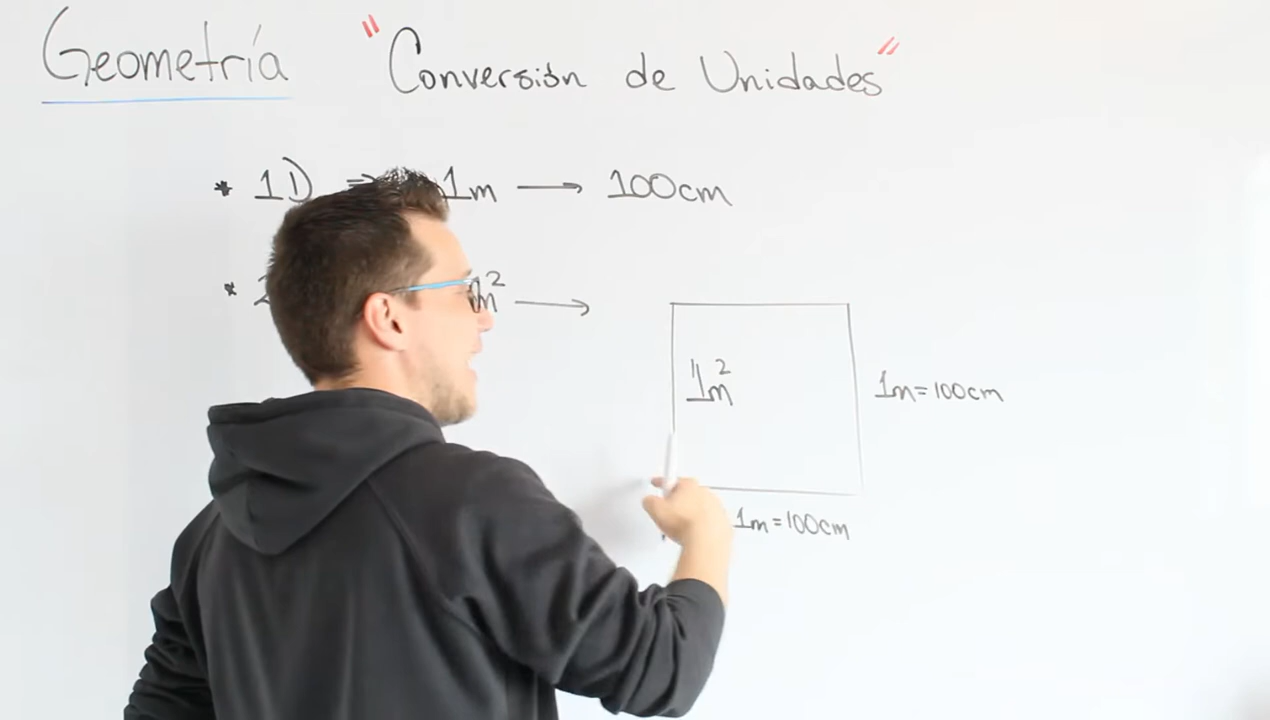 Geometría "Conversión de Unidades"
* 1D => 1m → 100cm
* m² →
1m²
1m = 100cm
1m = 100cm